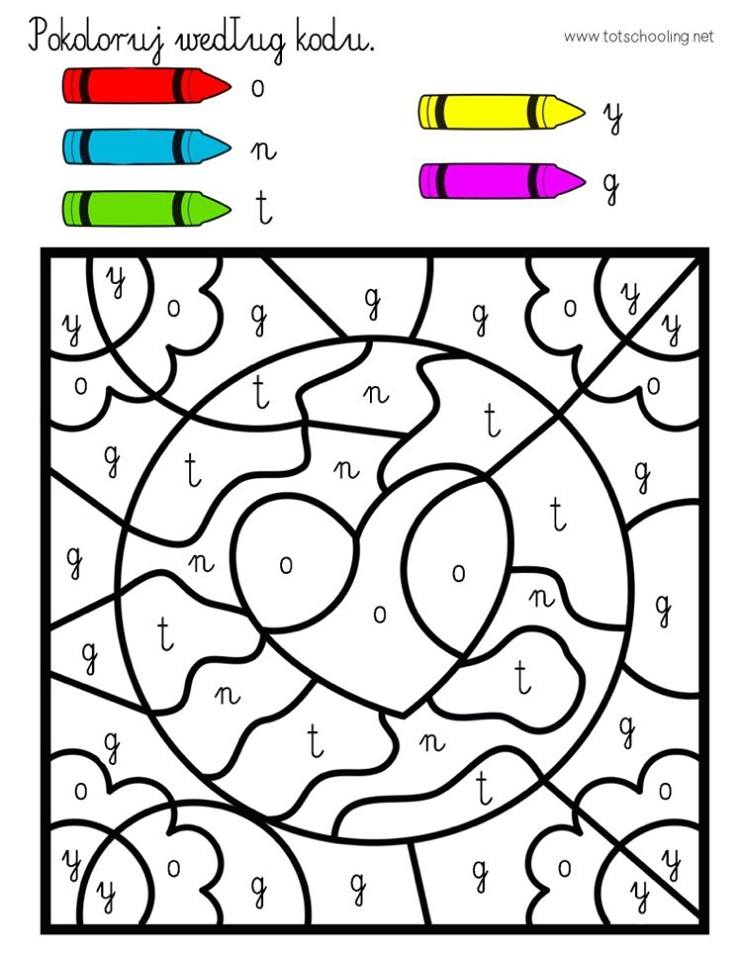 Pokoloruj według kodu.
www.totschooling.net
o
n
t
y
g
y o g g g o y
y y
o t n t o
g t n g
t
g n o o n
t o g
g
n t
g t n g
o t o
y o g g g o y
y y